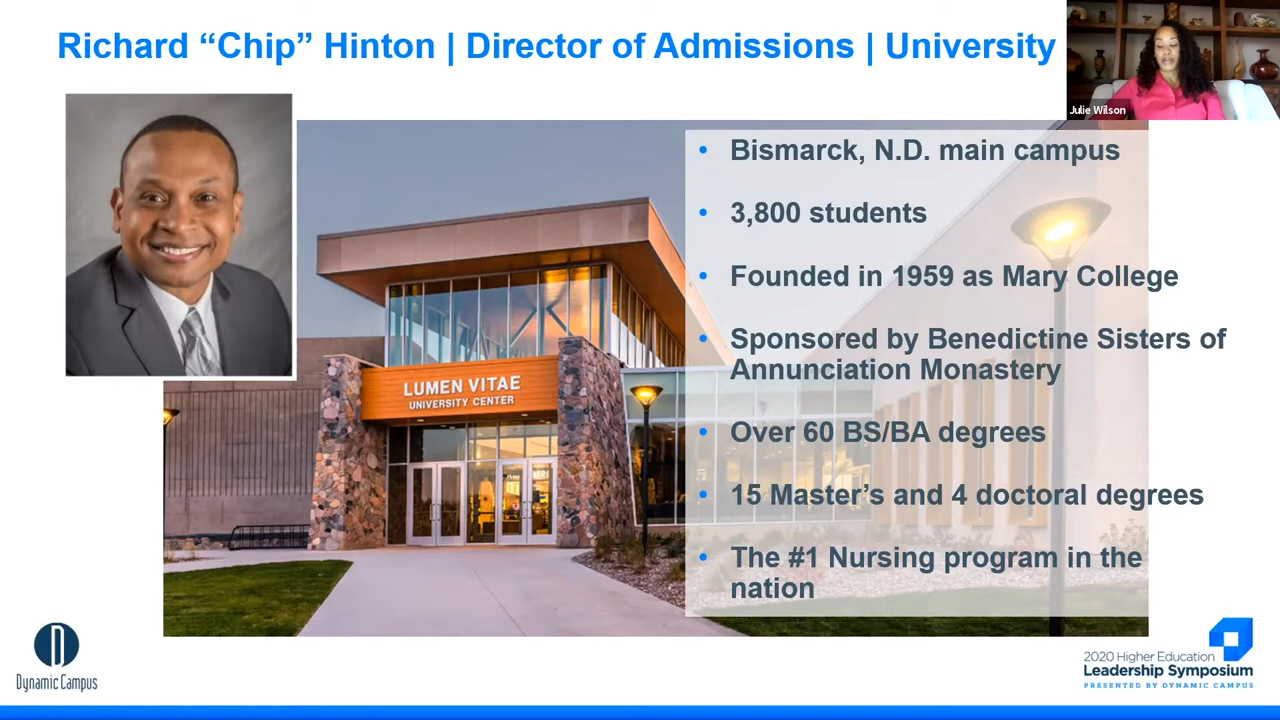 Richard “Chip” Hinton | Director of Admissions | University
Julie Wilson
• Bismarck, N.D. main campus
• 3,800 students
• Founded in 1959 as Mary College
• Sponsored by Benedictine Sisters of
Annunciation Monastery
• Over 60 BS/BA degrees
• 15 Master’s and 4 doctoral degrees
• The #1 Nursing program in the
nation
LUMEN VITAE
UNIVERSITY CENTER
D
Dynamic Campus
2020 Higher Education
Leadership Symposium
PRESENTED BY DYNAMIC CAMPUS